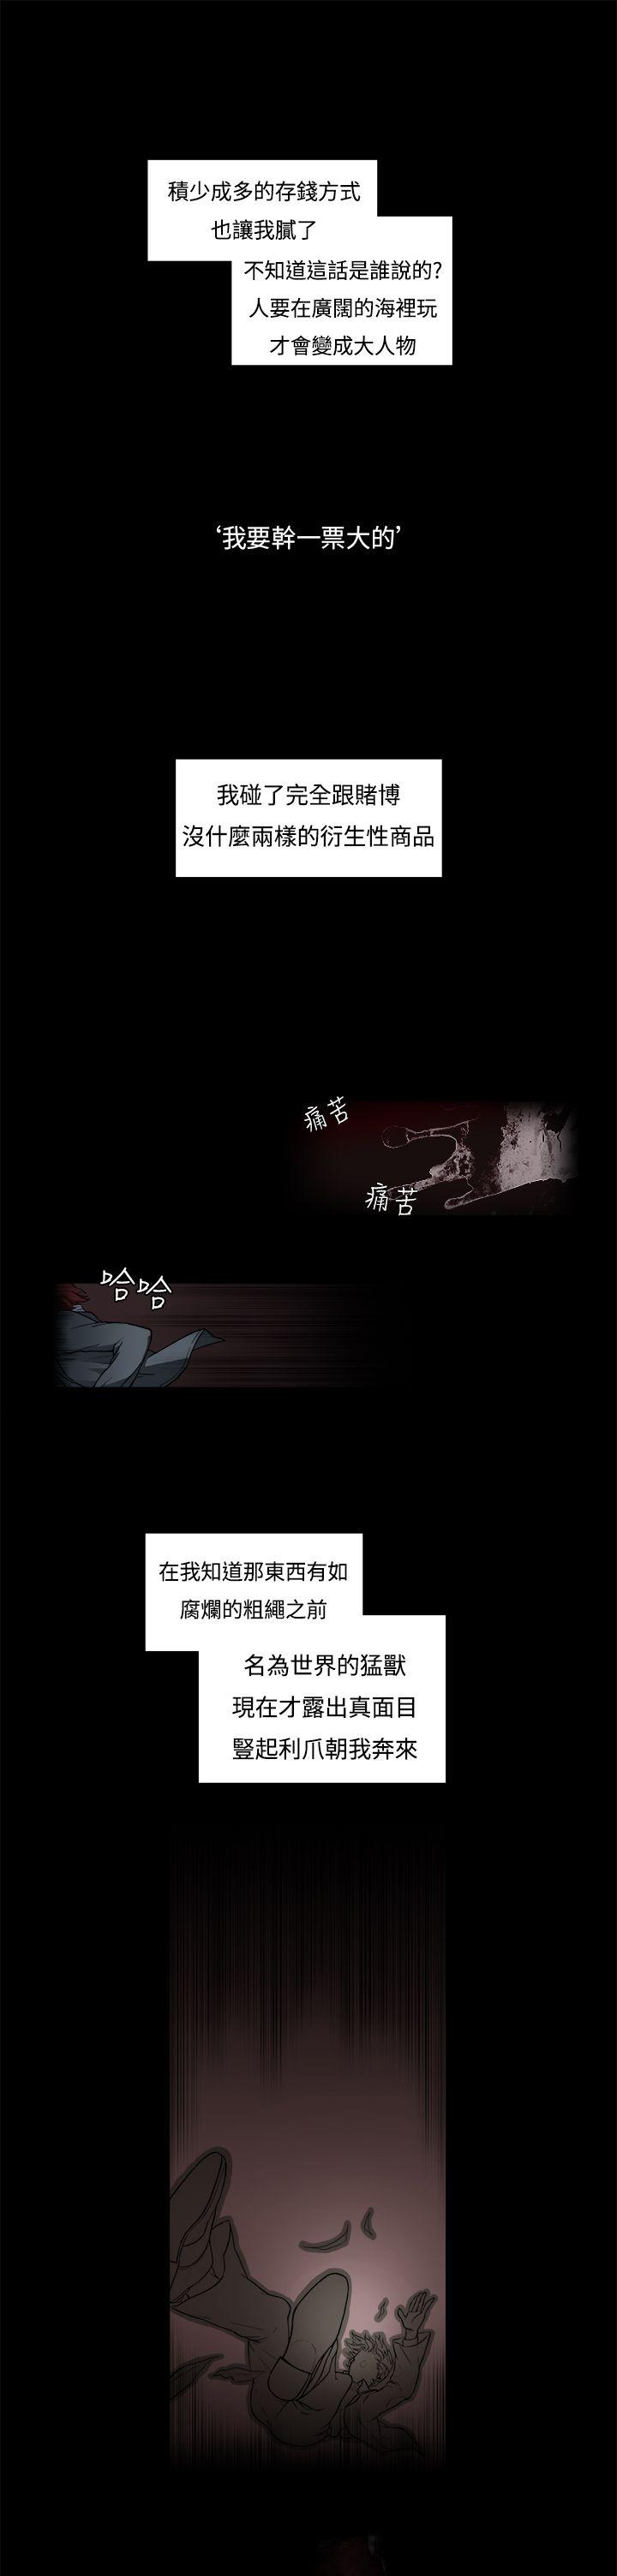 積少成多的存錢方式
也讓我膩了
不知道這話是誰說的?
人要在廣闊的海裡玩
才會變成大人物
‘我要幹一票大的’
我碰了完全跟賭博
沒什麼兩樣的衍生性商品
痛苦
痛苦
哈哈
在我知道那東西有如
腐爛的粗繩之前
名為世界的猛獸
現在才露出真面目
豎起利爪朝我奔來